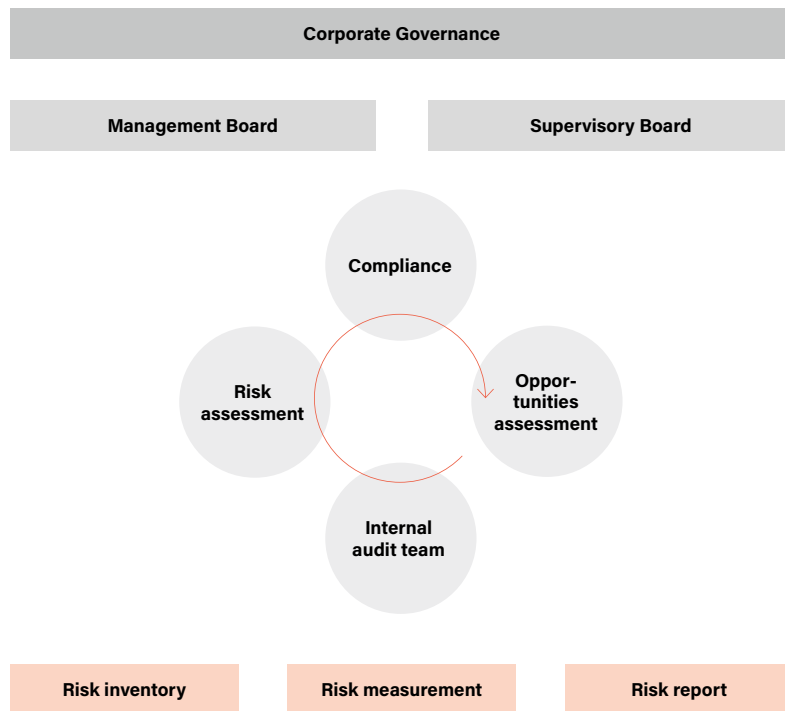 Corporate Governance
Management Board
Supervisory Board
Compliance
Risk
assessment
Oppor-
tunities
assessment
Internal
audit team
Risk inventory
Risk measurement
Risk report